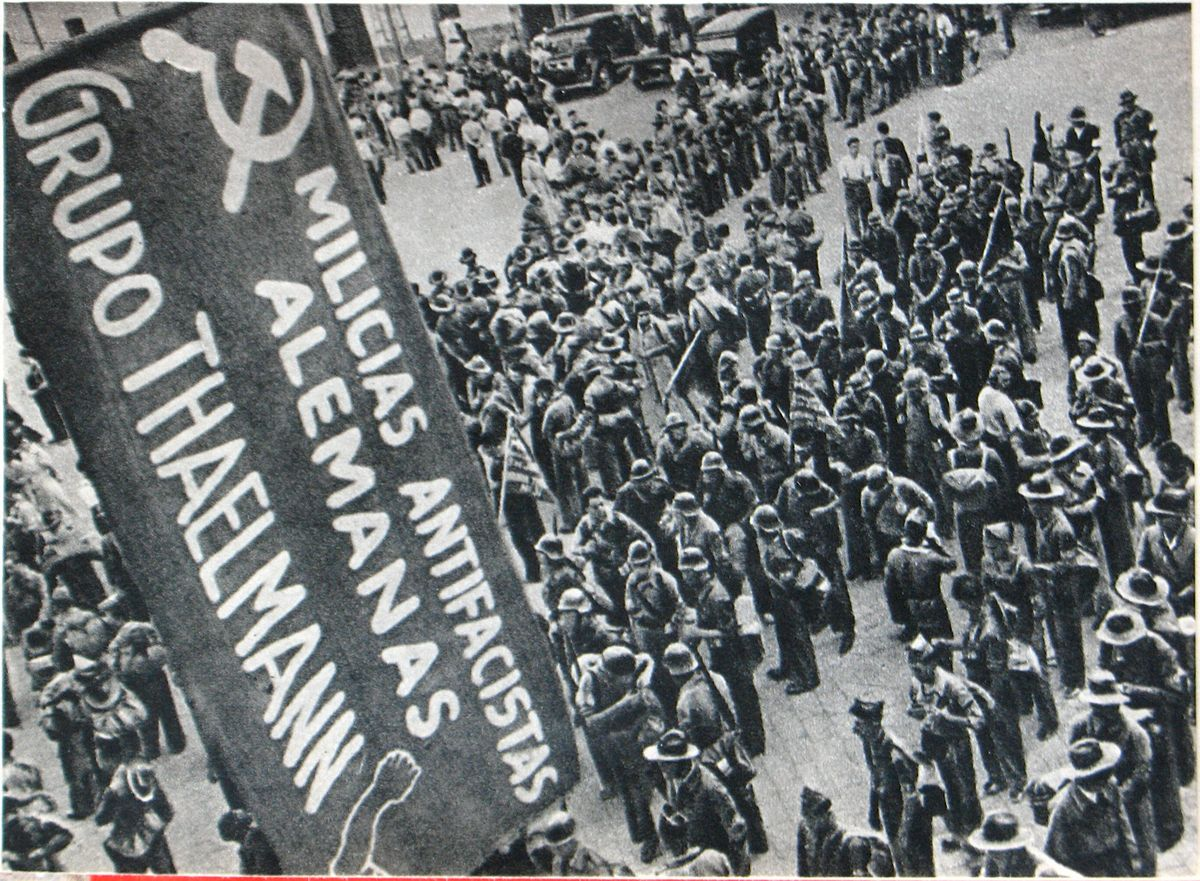 MILICIAS ANTIFACISTAS
ALEMANAS
GRUPO THAELMANN